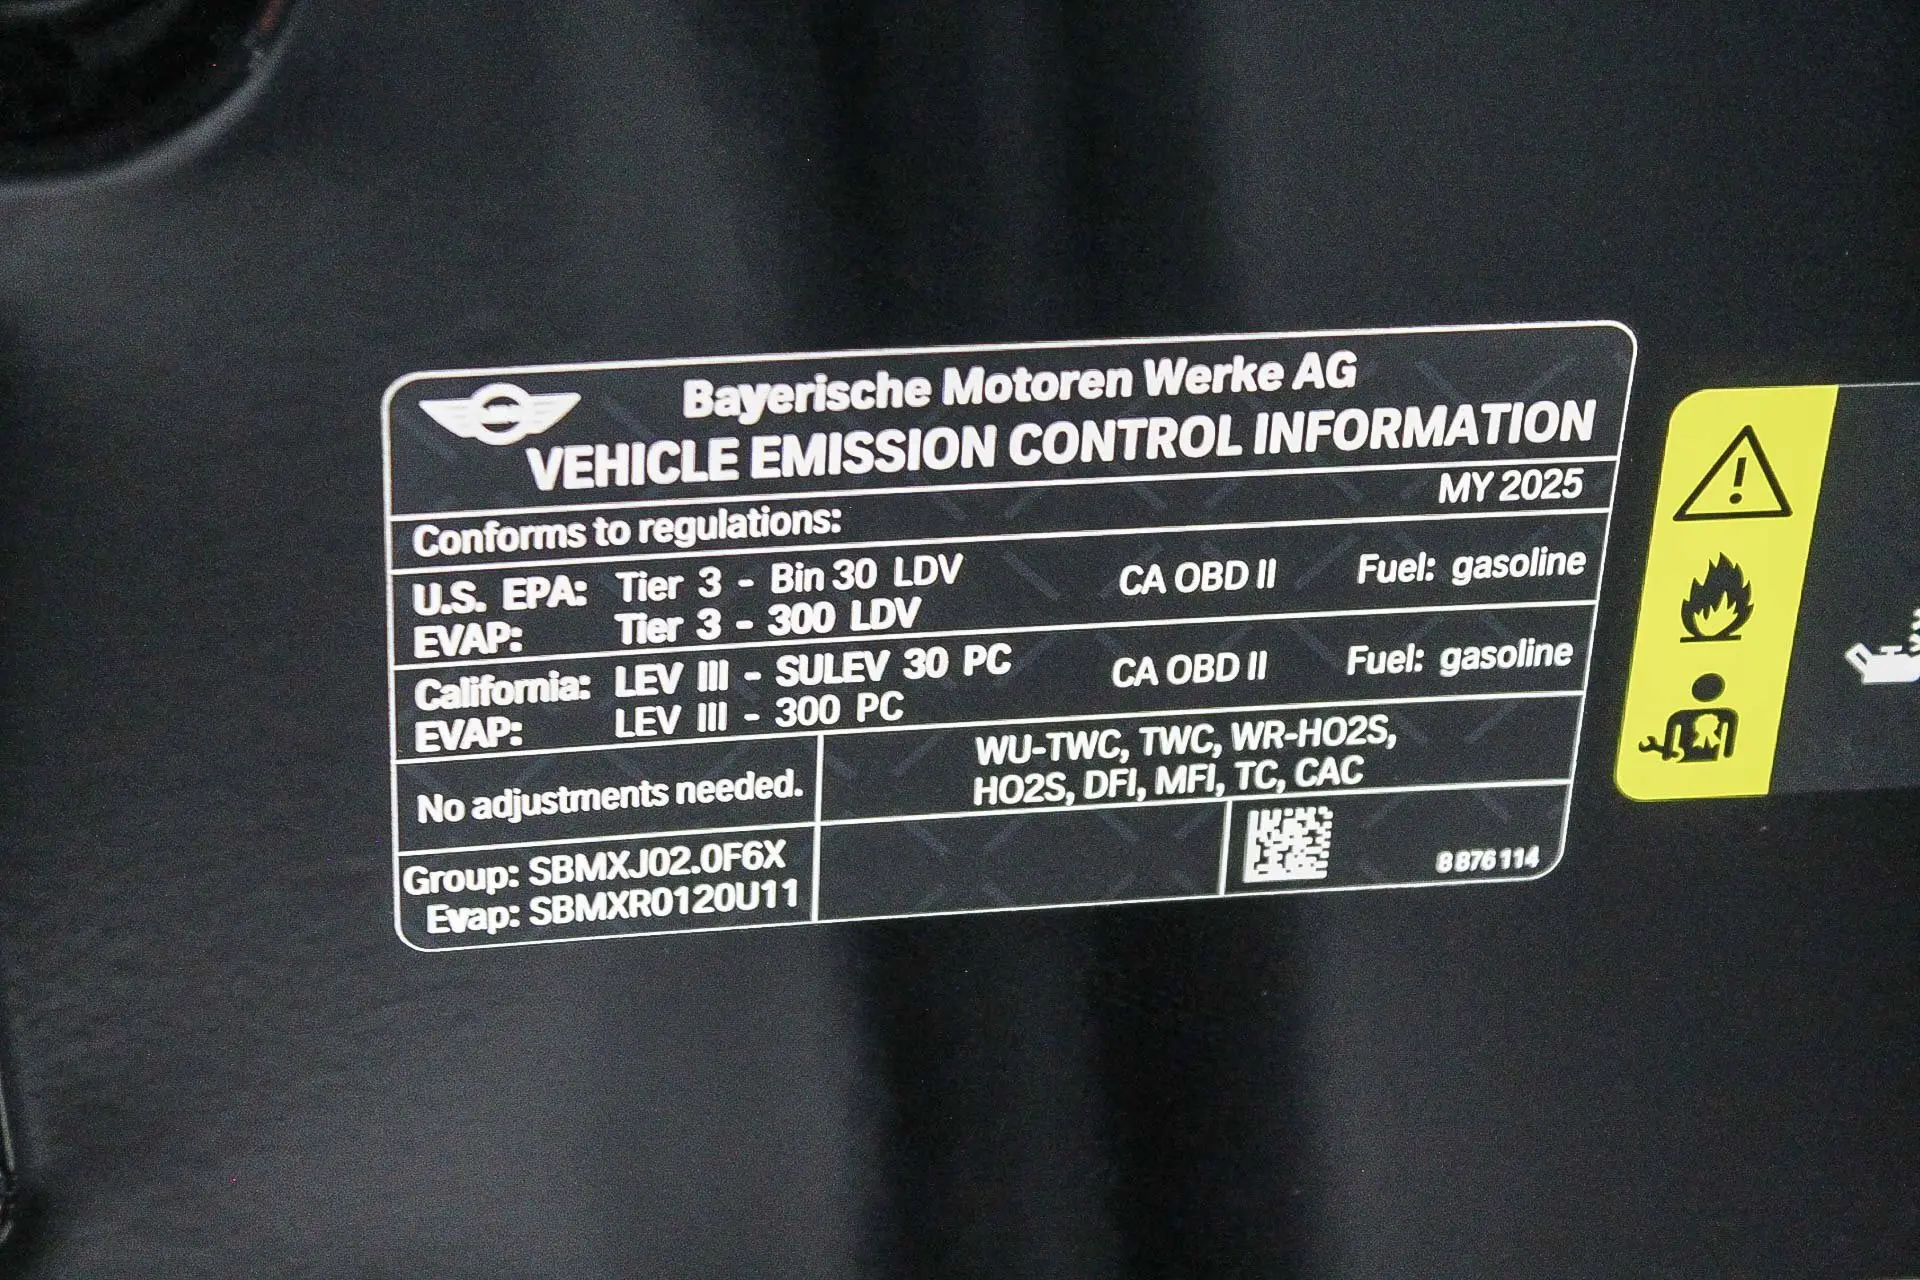 Bayerische Motoren Werke AG
VEHICLE EMISSION CONTROL INFORMATION
MY 2025
Conforms to regulations:
U.S. EPA: Tier 3 - Bin 30 LDV CA OBD II Fuel: gasoline
EVAP: Tier 3 - 300 LDV
California: LEV III - SULEV 30 PC CA OBD II Fuel: gasoline
EVAP: LEV III - 300 PC
No adjustments needed.
WU-TWC, TWC, WR-HO2S,
HO2S, DFI, MFI, TC, CAC
Group: SBMXJ02.0F6X
Evap: SBMXR0120U11
8 876 114